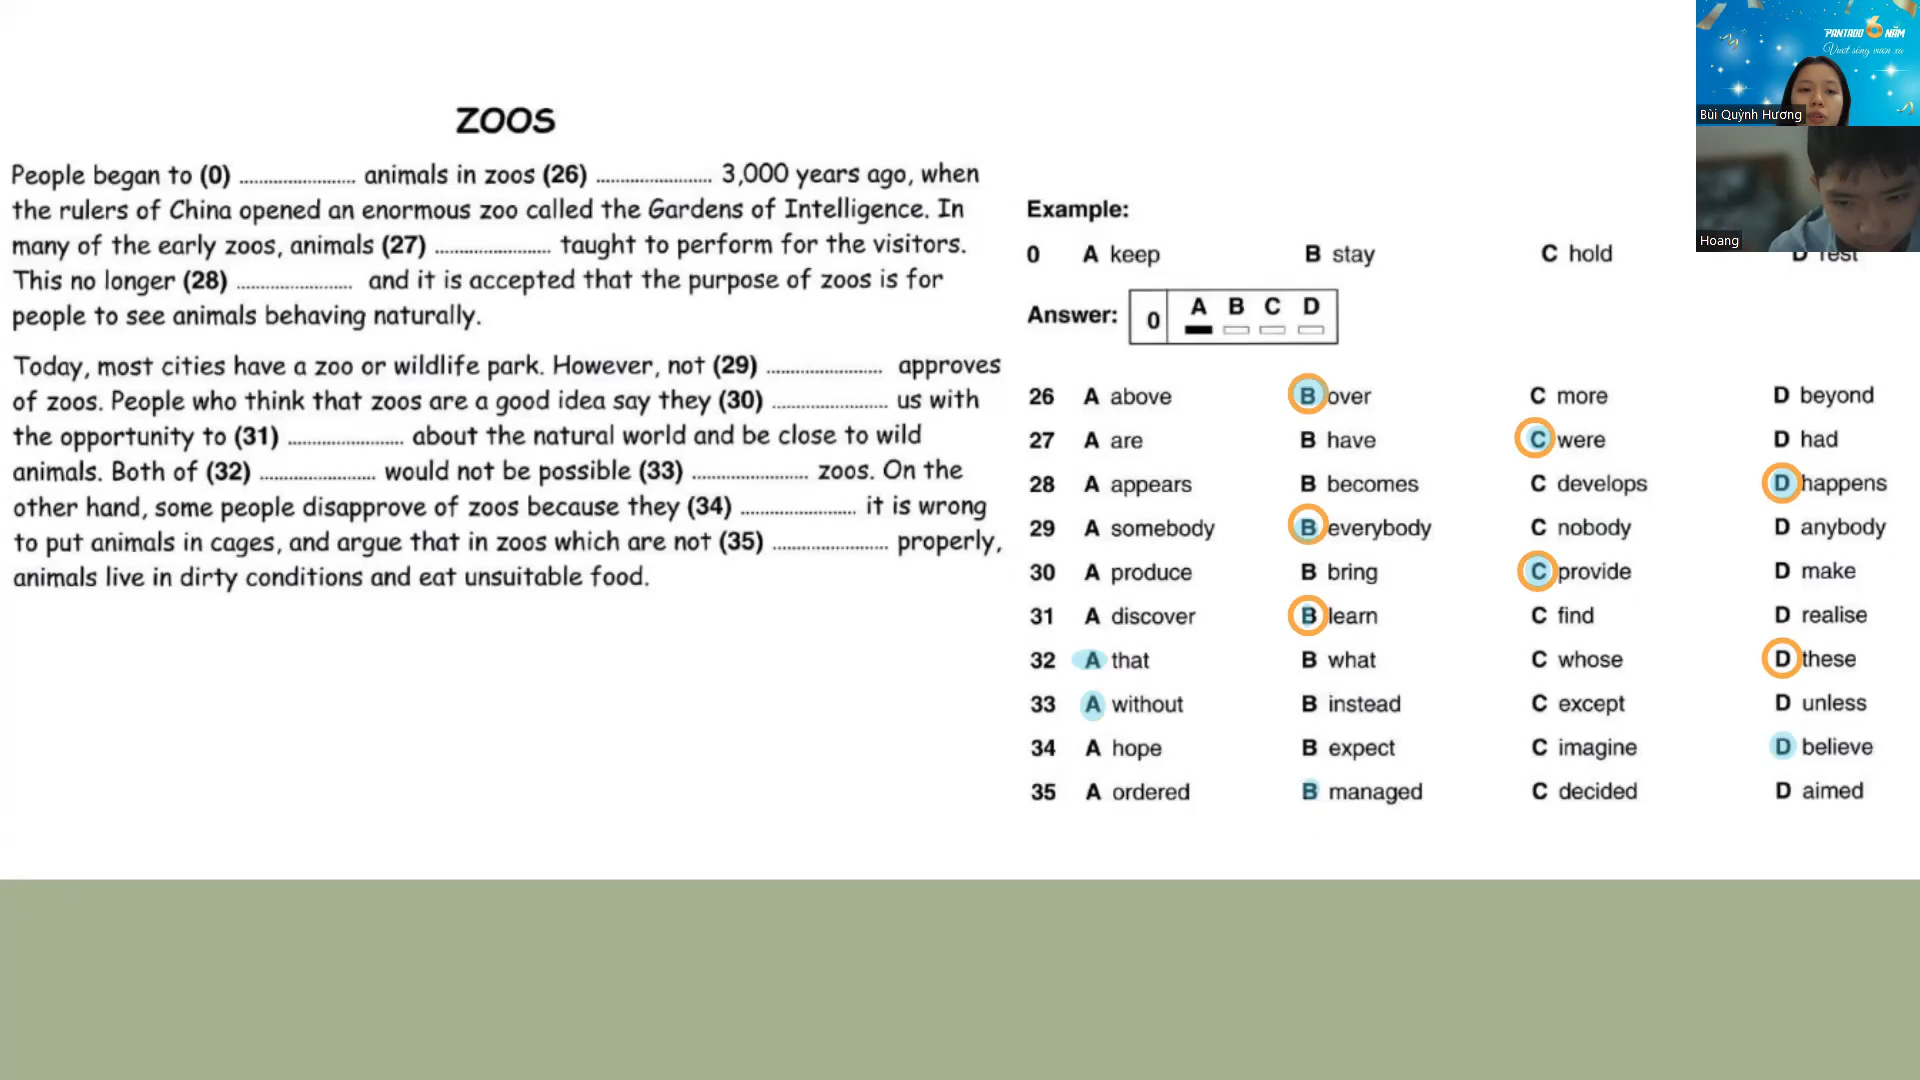 ZOOS
People began to (0) ........................ animals in zoos (26) ........................ 3,000 years ago, when
the rulers of China opened an enormous zoo called the Gardens of Intelligence. In
many of the early zoos, animals (27) ........................ taught to perform for the visitors.
This no longer (28) ........................ and it is accepted that the purpose of zoos is for
people to see animals behaving naturally.
Today, most cities have a zoo or wildlife park. However, not (29) ........................ approves
of zoos. People who think that zoos are a good idea say they (30) ........................ us with
the opportunity to (31) ........................ about the natural world and be close to wild
animals. Both of (32) ........................ would not be possible (33) ........................ zoos. On the
other hand, some people disapprove of zoos because they (34) ........................ it is wrong
to put animals in cages, and argue that in zoos which are not (35) ........................ properly,
animals live in dirty conditions and eat unsuitable food.
Example:
0 A keep B stay C hold D rest
Answer: 0 A B C D
26 A above B over C more D beyond
27 A are B have C were D had
28 A appears B becomes C develops D happens
29 A somebody B everybody C nobody D anybody
30 A produce B bring C provide D make
31 A discover B learn C find D realise
32 A that B what C whose D these
33 A without B instead C except D unless
34 A hope B expect C imagine D believe
35 A ordered B managed C decided D aimed
PANTADO 6 NĂM
Vượt sóng vươn xa
Bùi Quỳnh Hương
Hoang